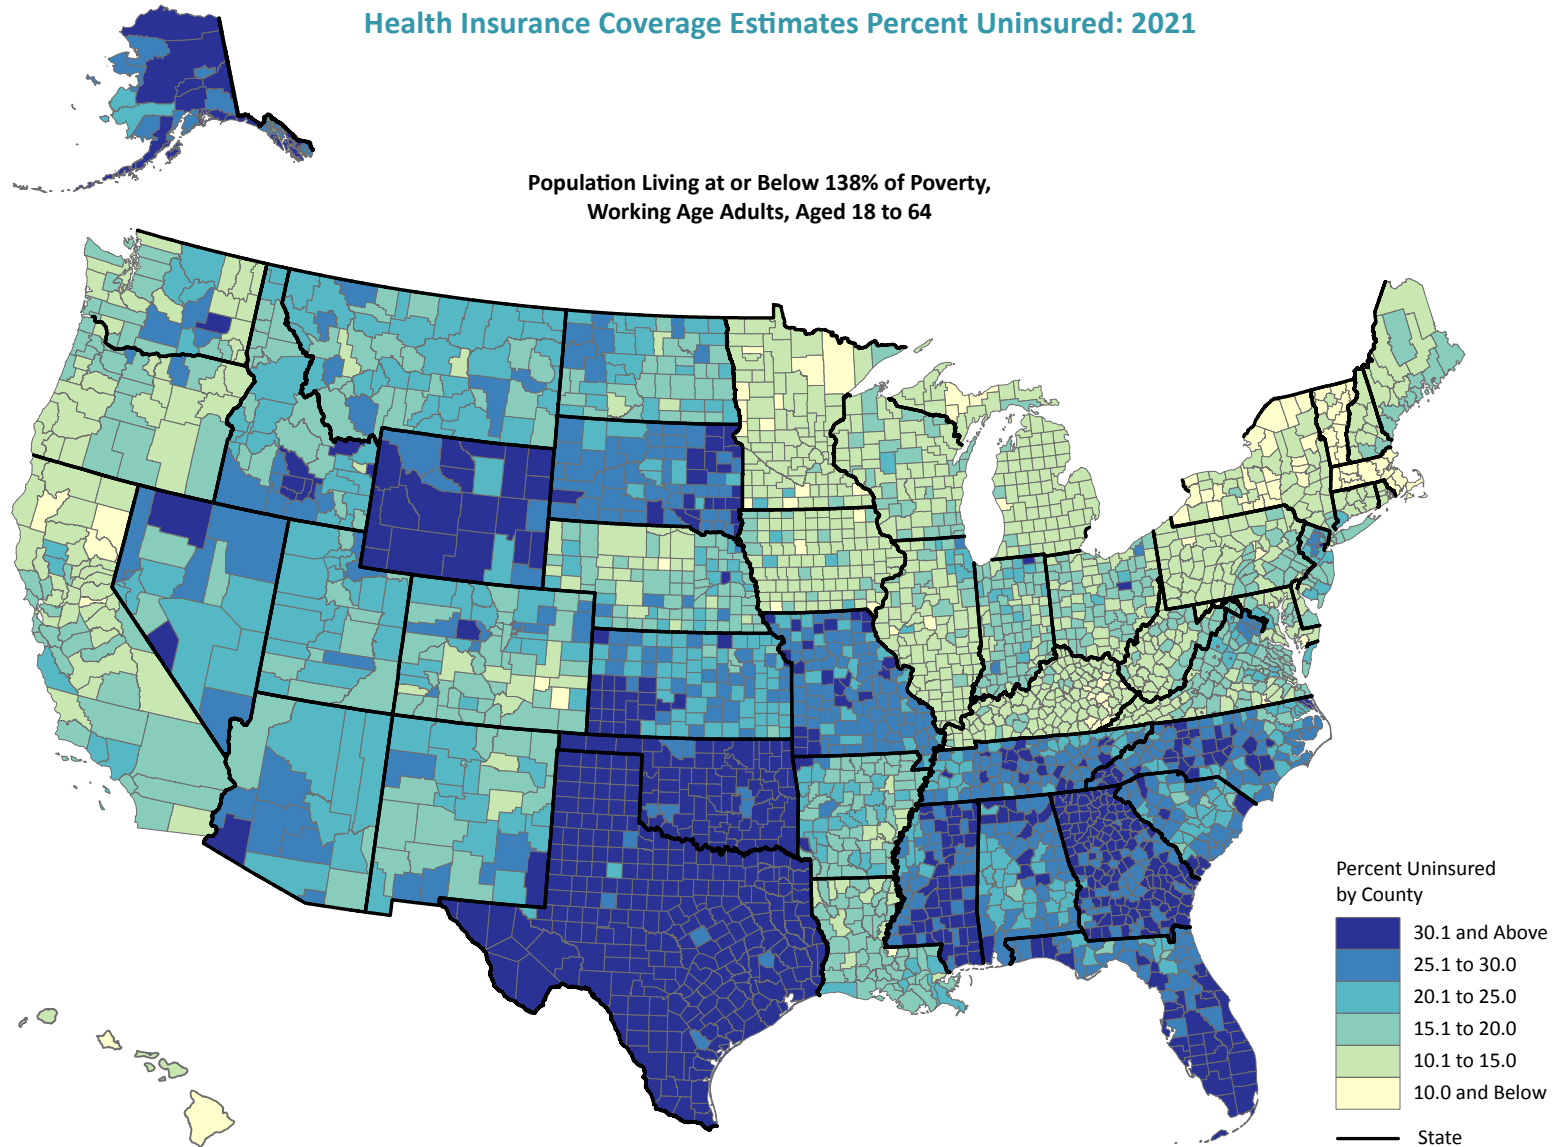 Health Insurance Coverage Estimates Percent Uninsured: 2021
Population Living at or Below 138% of Poverty,
Working Age Adults, Aged 18 to 64
Percent Uninsured
by County
30.1 and Above
25.1 to 30.0
20.1 to 25.0
15.1 to 20.0
10.1 to 15.0
10.0 and Below
State